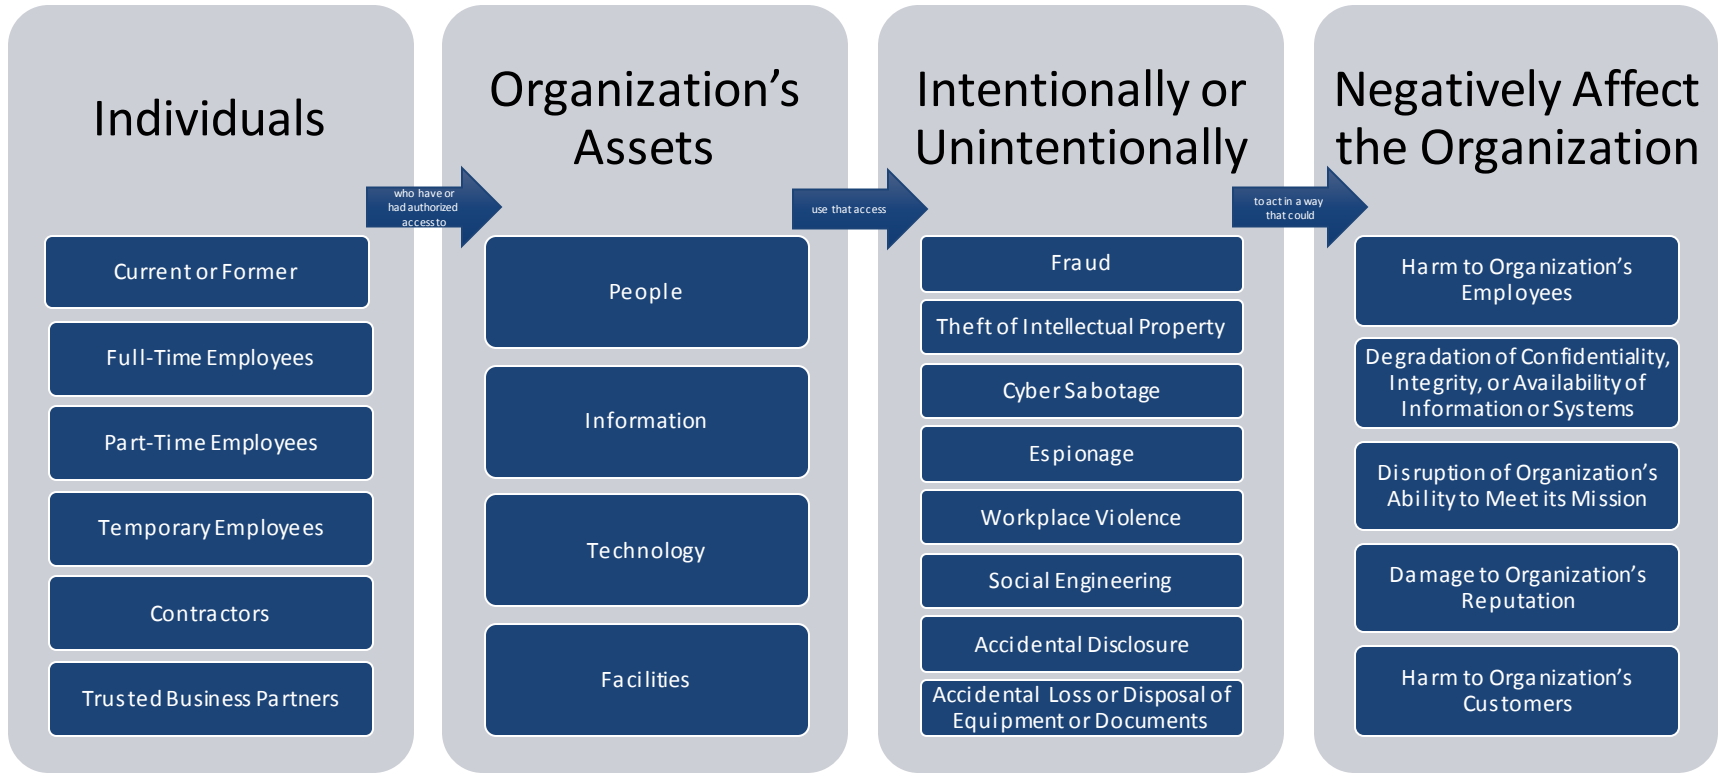 Individuals
who have or
had authorized
access to
Current or Former
Full-Time Employees
Part-Time Employees
Temporary Employees
Contractors
Trusted Business Partners
Organization’s
Assets
use that access
People
Information
Technology
Facilities
Intentionally or
Unintentionally
to act in a way
that could
Fraud
Theft of Intellectual Property
Cyber Sabotage
Espionage
Workplace Violence
Social Engineering
Accidental Disclosure
Accidental Loss or Disposal of
Equipment or Documents
Negatively Affect
the Organization
Harm to Organization’s
Employees
Degradation of Confidentiality,
Integrity, or Availability of
Information or Systems
Disruption of Organization’s
Ability to Meet its Mission
Damage to Organization’s
Reputation
Harm to Organization’s
Customers